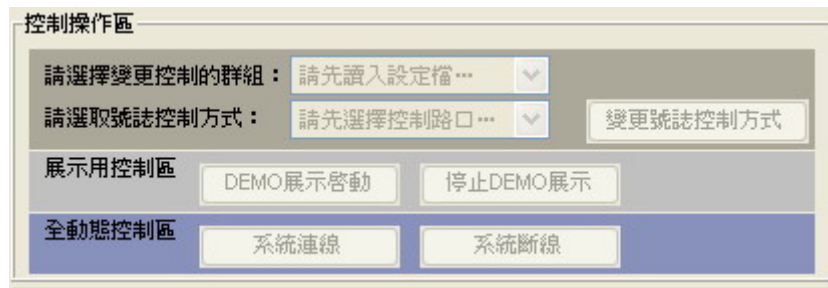 控制操作區
請選擇變更控制的群組： 請先讀入設定檔…
請選取號誌控制方式： 請先選擇控制路口… 變更號誌控制方式
展示用控制區 DEMO展示啓動 停止DEMO展示
全動態控制區 系統連線 系統斷線